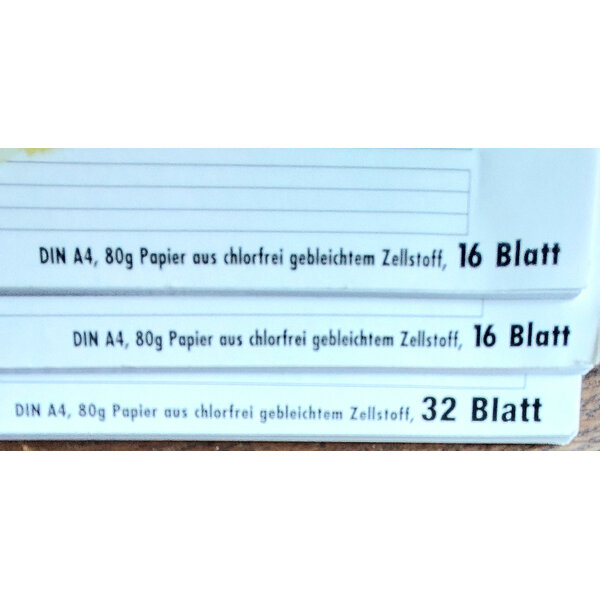 DIN A4, 80g Papier aus chlorfrei gebleichtem Zellstoff, 16 Blatt
DIN A4, 80g Papier aus chlorfrei gebleichtem Zellstoff, 16 Blatt
DIN A4, 80g Papier aus chlorfrei gebleichtem Zellstoff, 32 Blatt